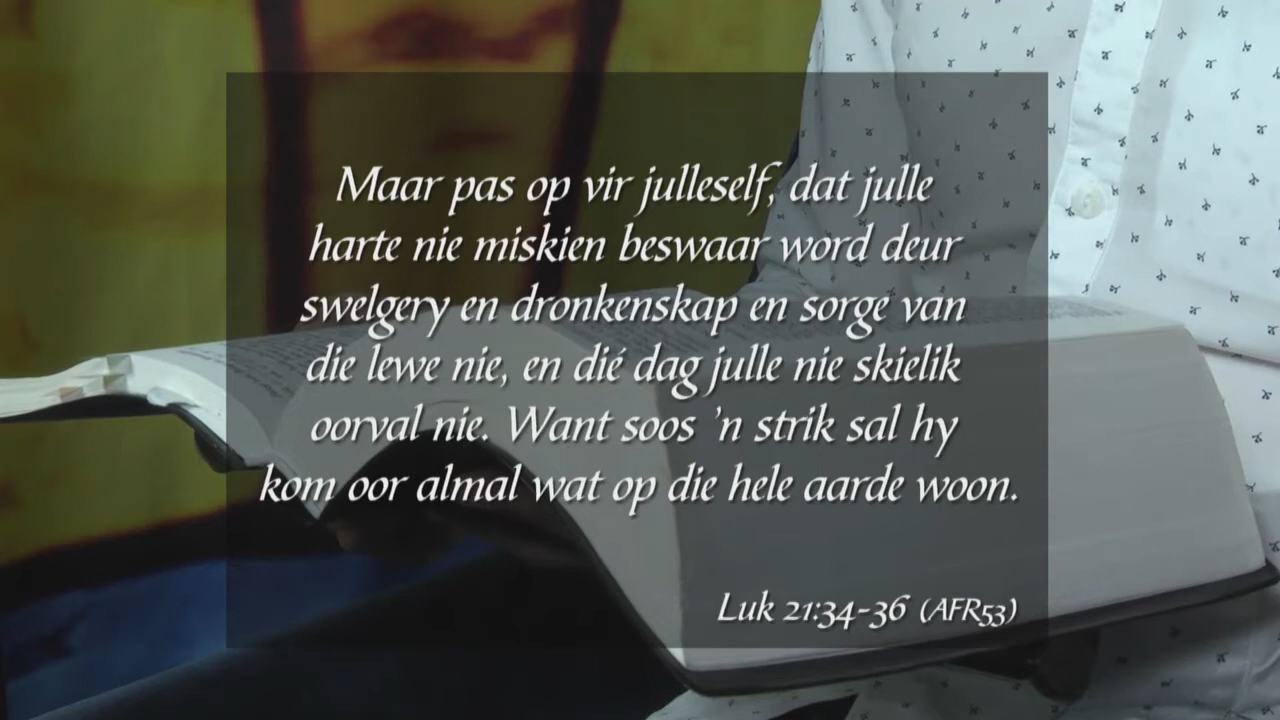 Maar pas op vir julleself, dat julle
harte nie miskien beswaar word deur
swelgery en dronkenskap en sorge van
die lewe nie, en dié dag julle nie skielik
oorval nie. Want soos 'n strik sal hy
kom oor almal wat op die hele aarde woon.
Luk 21:34-36 (AFR53)